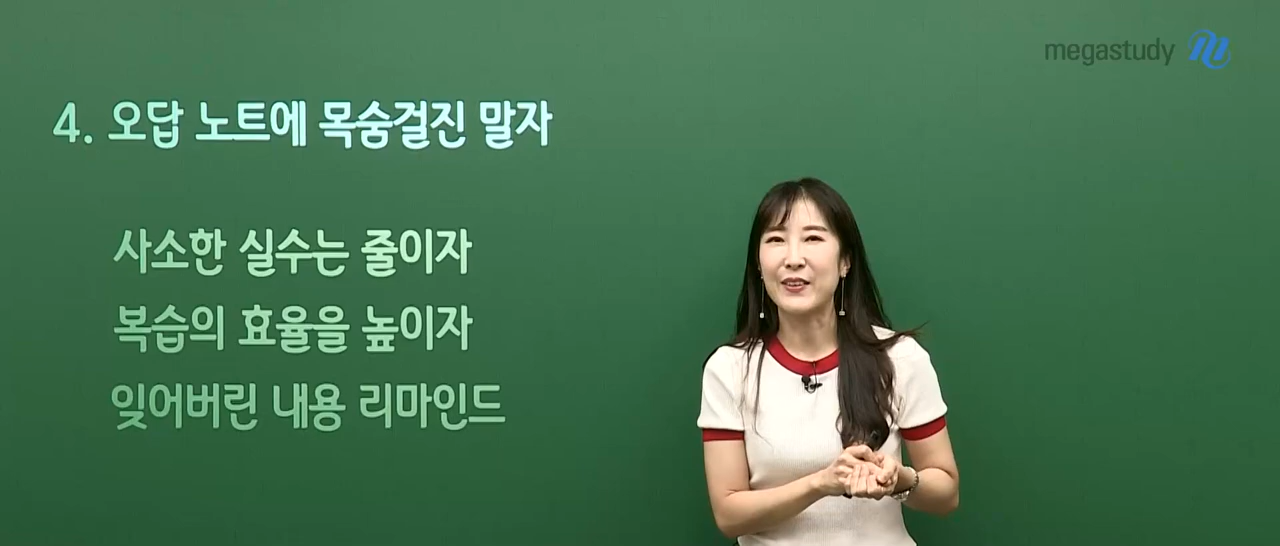 megastudy
4. 오답 노트에 목숨걸진 말자
사소한 실수는 줄이자
복습의 효율을 높이자
잊어버린 내용 리마인드